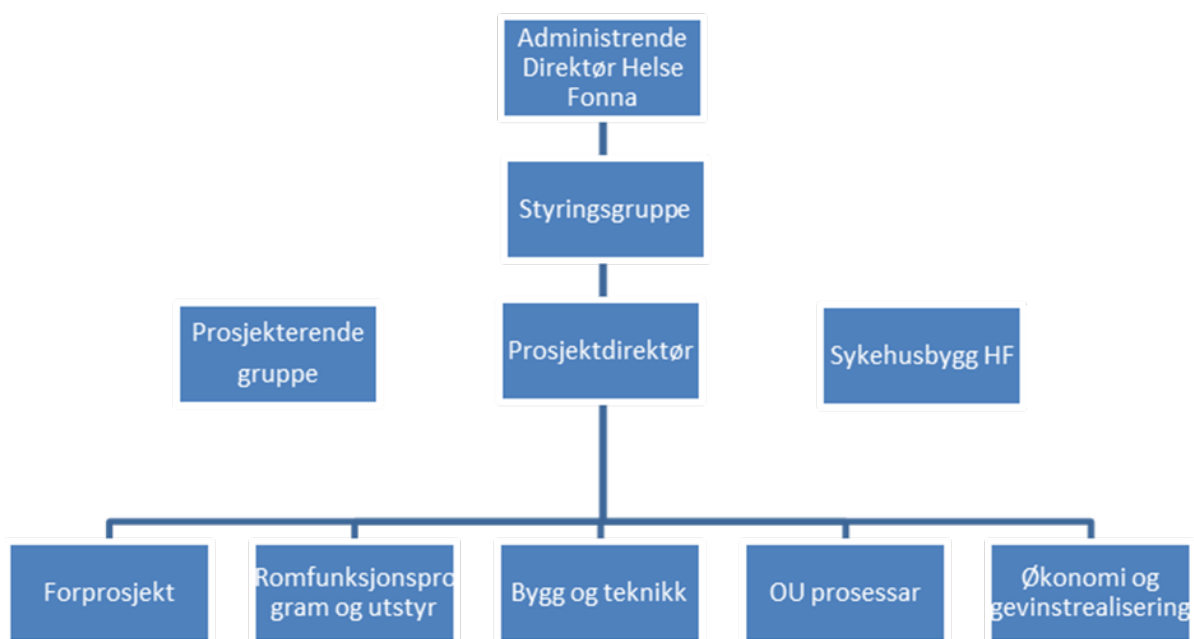 Administrende
Direktør Helse
Fonna
Styringsgruppe
Prosjekterende
gruppe
Prosjektdirektør
Sykehusbygg HF
Forprosjekt
Romfunksjonspro
gram og utstyr
Bygg og teknikk
OU prosessar
Økonomi og
gevinstrealisering